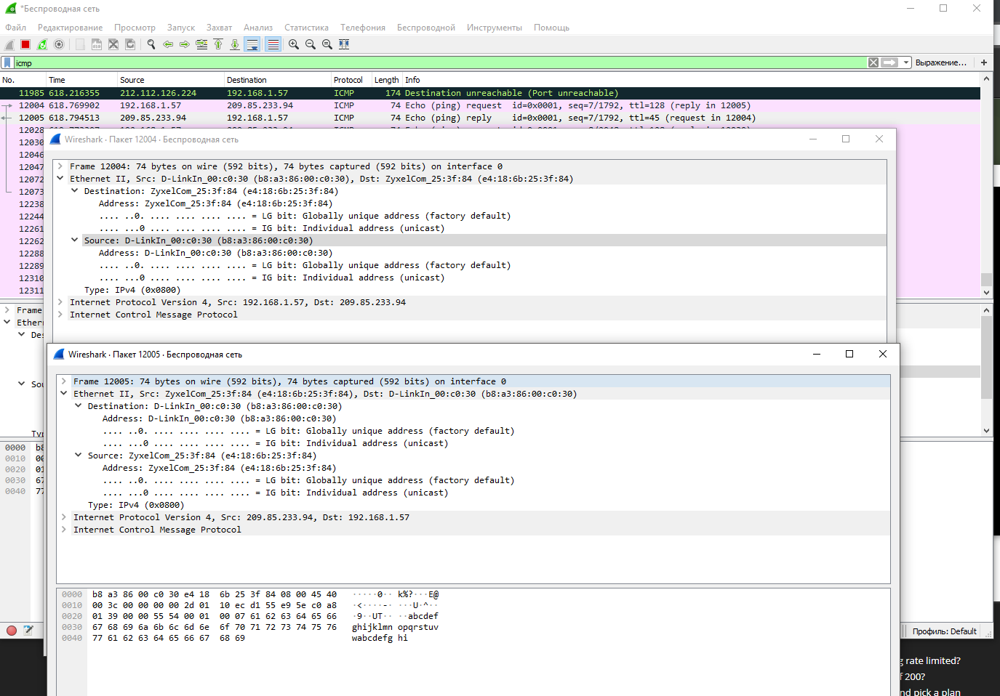 *Беспроводная сеть
Файл Редактирование Просмотр Запуск Захват Анализ Статистика Телефония Беспроводной Инструменты Помощь
icmp Выражение… +
No. Time Source Destination Protocol Length Info
11985 618.216355 212.112.126.224 192.168.1.57 ICMP 174 Destination unreachable (Port unreachable)
12004 618.769902 192.168.1.57 209.85.233.94 ICMP 74 Echo (ping) request id=0x0001, seq=7/1792, ttl=128 (reply in 12005)
12005 618.794513 209.85.233.94 192.168.1.57 ICMP 74 Echo (ping) reply id=0x0001, seq=7/1792, ttl=45 (request in 12004)
12028
12030
12046
12047
12072
12073
12238
12244
12261
12262
12288
12289
12310
12311
Wireshark · Пакет 12004 · Беспроводная сеть
Frame 12004: 74 bytes on wire (592 bits), 74 bytes captured (592 bits) on interface 0
Ethernet II, Src: D-LinkIn_00:c0:30 (b8:a3:86:00:c0:30), Dst: ZyxelCom_25:3f:84 (e4:18:6b:25:3f:84)
Destination: ZyxelCom_25:3f:84 (e4:18:6b:25:3f:84)
Address: ZyxelCom_25:3f:84 (e4:18:6b:25:3f:84)
.... ..0. .... .... .... .... = LG bit: Globally unique address (factory default)
.... ...0 .... .... .... .... = IG bit: Individual address (unicast)
Source: D-LinkIn_00:c0:30 (b8:a3:86:00:c0:30)
Address: D-LinkIn_00:c0:30 (b8:a3:86:00:c0:30)
.... ..0. .... .... .... .... = LG bit: Globally unique address (factory default)
.... ...0 .... .... .... .... = IG bit: Individual address (unicast)
Type: IPv4 (0x0800)
Internet Protocol Version 4, Src: 192.168.1.57, Dst: 209.85.233.94
Internet Control Message Protocol
Frame
Ether
Des
Sou
Typ
0000 b8
0010 00
0020 01
0030 67
0040 77
Wireshark · Пакет 12005 · Беспроводная сеть
Frame 12005: 74 bytes on wire (592 bits), 74 bytes captured (592 bits) on interface 0
Ethernet II, Src: ZyxelCom_25:3f:84 (e4:18:6b:25:3f:84), Dst: D-LinkIn_00:c0:30 (b8:a3:86:00:c0:30)
Destination: D-LinkIn_00:c0:30 (b8:a3:86:00:c0:30)
Address: D-LinkIn_00:c0:30 (b8:a3:86:00:c0:30)
.... ..0. .... .... .... .... = LG bit: Globally unique address (factory default)
.... ...0 .... .... .... .... = IG bit: Individual address (unicast)
Source: ZyxelCom_25:3f:84 (e4:18:6b:25:3f:84)
Address: ZyxelCom_25:3f:84 (e4:18:6b:25:3f:84)
.... ..0. .... .... .... .... = LG bit: Globally unique address (factory default)
.... ...0 .... .... .... .... = IG bit: Individual address (unicast)
Type: IPv4 (0x0800)
Internet Protocol Version 4, Src: 209.85.233.94, Dst: 192.168.1.57
Internet Control Message Protocol
0000 b8 a3 86 00 c0 30 e4 18 6b 25 3f 84 08 00 45 40 ·····0·· k%?···E@
0010 00 3c 00 00 00 00 2d 01 10 ec d1 55 e9 5e c0 a8 ·<····-· ···U·^··
0020 01 39 00 00 55 54 00 01 00 07 61 62 63 64 65 66 ·9··UT·· ··abcdef
0030 67 68 69 6a 6b 6c 6d 6e 6f 70 71 72 73 74 75 76 ghijklmn opqrstuv
0040 77 61 62 63 64 65 66 67 68 69 wabcdefg hi
Профиль: Default
g rate limited?
f 200?
nd pick a plan